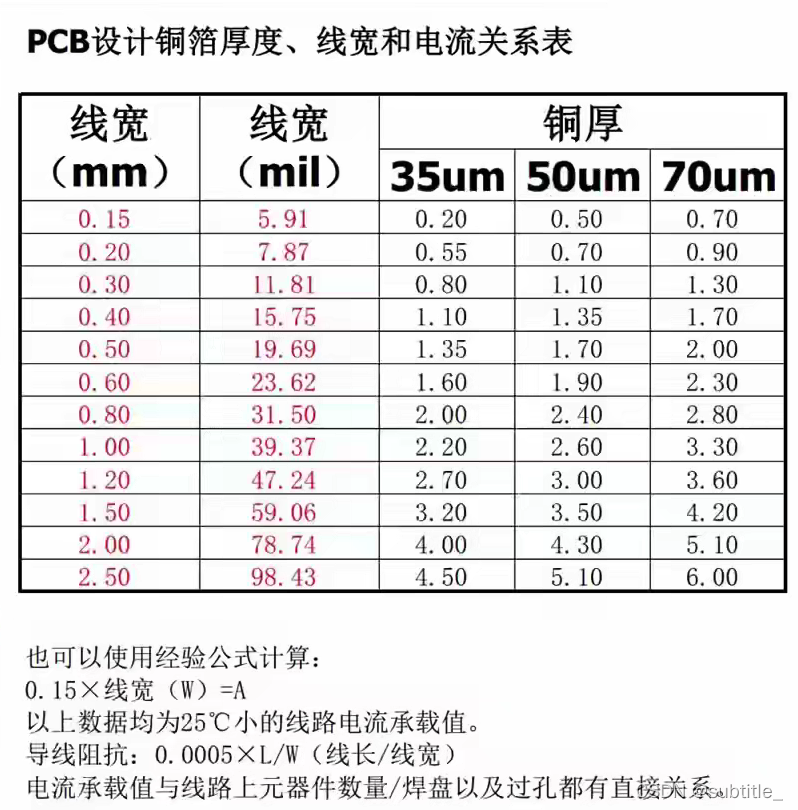 PCB设计铜箔厚度、线宽和电流关系表
线宽 线宽 铜厚
（mm） （mil） 35um 50um 70um
0.15 5.91 0.20 0.50 0.70
0.20 7.87 0.55 0.70 0.90
0.30 11.81 0.80 1.10 1.30
0.40 15.75 1.10 1.35 1.70
0.50 19.69 1.35 1.70 2.00
0.60 23.62 1.60 1.90 2.30
0.80 31.50 2.00 2.40 2.80
1.00 39.37 2.20 2.60 3.30
1.20 47.24 2.70 3.00 3.60
1.50 59.06 3.20 3.50 4.20
2.00 78.74 4.00 4.30 5.10
2.50 98.43 4.50 5.10 6.00
也可以使用经验公式计算：
0.15×线宽（W）=A
以上数据均为25℃小的线路电流承载值。
导线阻抗：0.0005×L/W（线长/线宽）
电流承载值与线路上元器件数量/焊盘以及过孔都有直接关系。
CSDN @subtitle_